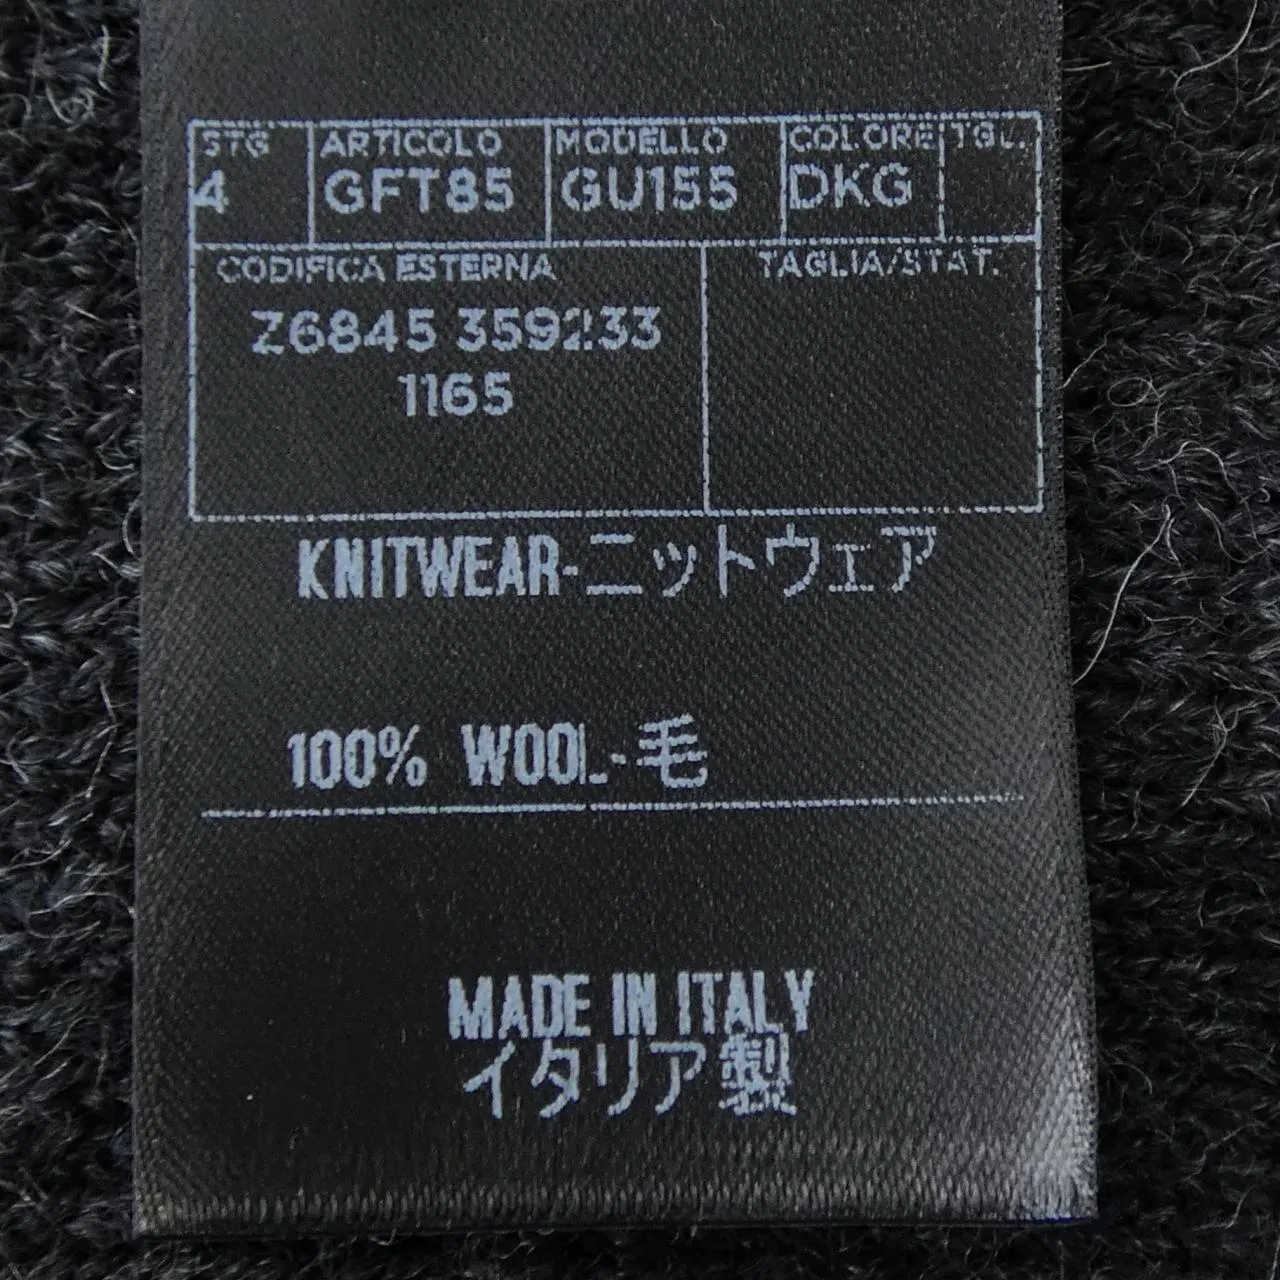 STG ARTICOLO MODELLO COLORE TGL.
4 GFT85 GU155 DKG
CODIFICA ESTERNA TAGLIA/STAT.
Z6845 359233
1165
KNITWEAR-ニットウェア
100% WOOL-毛
MADE IN ITALY
イタリア製